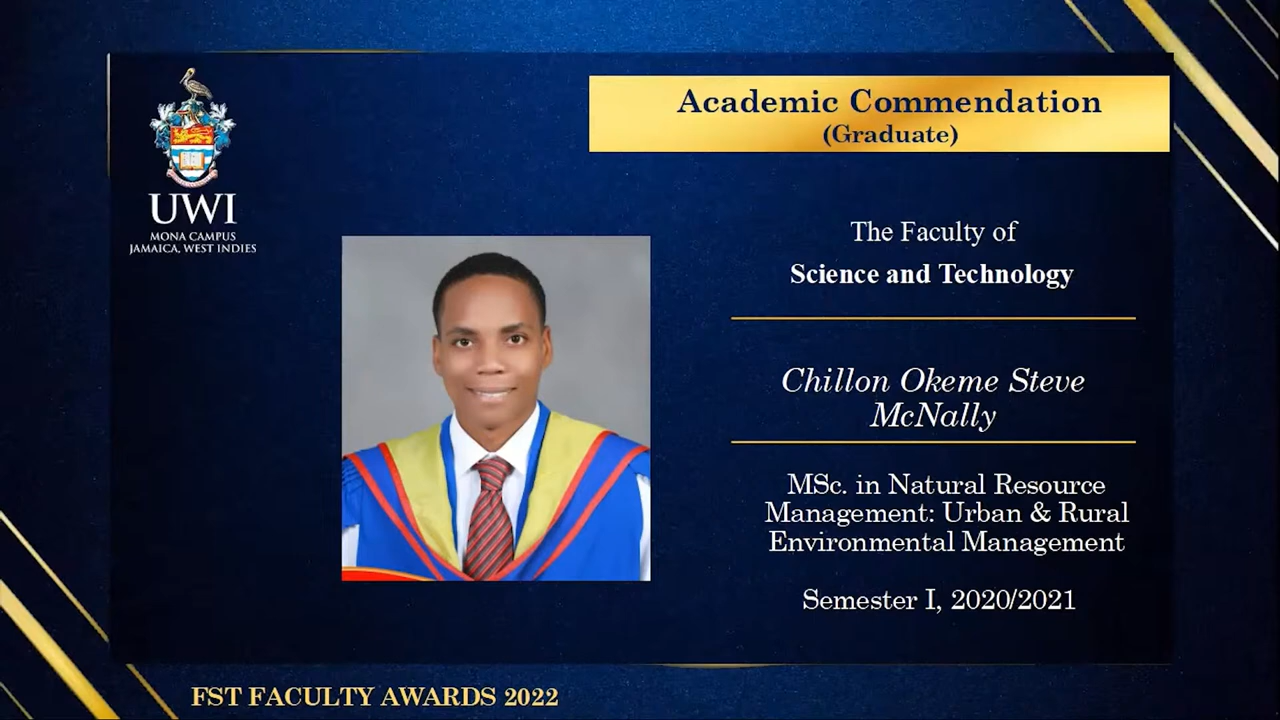 UWI
MONA CAMPUS
JAMAICA, WEST INDIES
Academic Commendation
(Graduate)
The Faculty of
Science and Technology
Chillon Okeme Steve
McNally
MSc. in Natural Resource
Management: Urban & Rural
Environmental Management
Semester I, 2020/2021
FST FACULTY AWARDS 2022